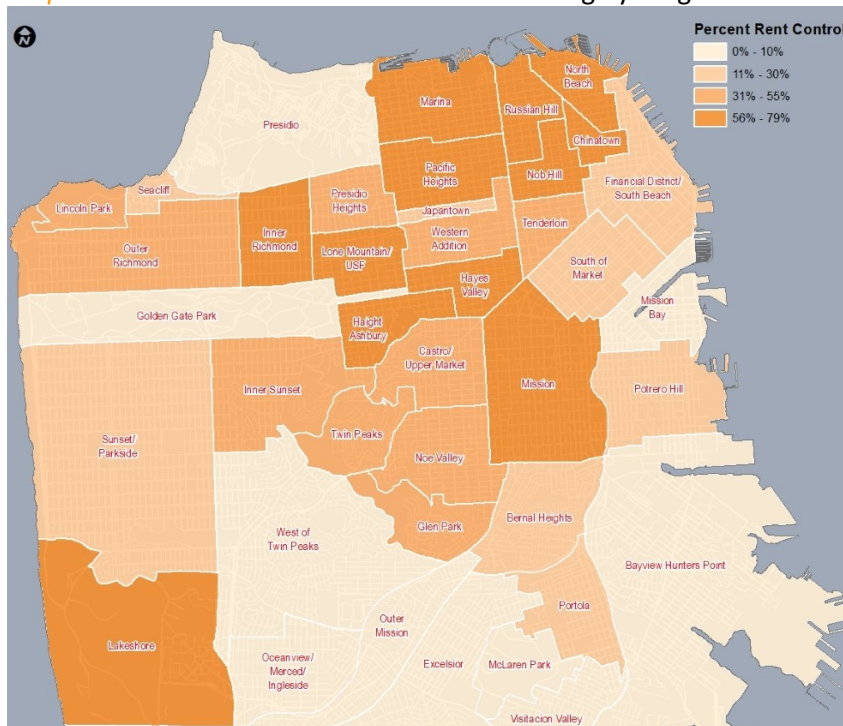 N
Percent Rent Control
0% - 10%
11% - 30%
31% - 55%
56% - 79%
North
Beach
Marina
Russian Hill
Presidio
Chinatown
Pacific
Heights
Nob Hill
Seacliff
Lincoln Park
Presidio
Heights
Financial District/
South Beach
Japantown
Tenderloin
Inner
Richmond
Western
Addition
Outer
Richmond
Lone Mountain/
USF
South of
Market
Hayes
Valley
Mission
Bay
Golden Gate Park
Haight
Ashbury
Castro/
Upper Market
Inner Sunset
Mission
Potrero Hill
Twin Peaks
Sunset/
Parkside
Noe Valley
Glen Park
Bernal Heights
West of
Twin Peaks
Bayview Hunters Point
Portola
Outer
Mission
Lakeshore
Oceanview/
Merced/
Ingleside
Excelsior
McLaren Park
Visitacion Valley